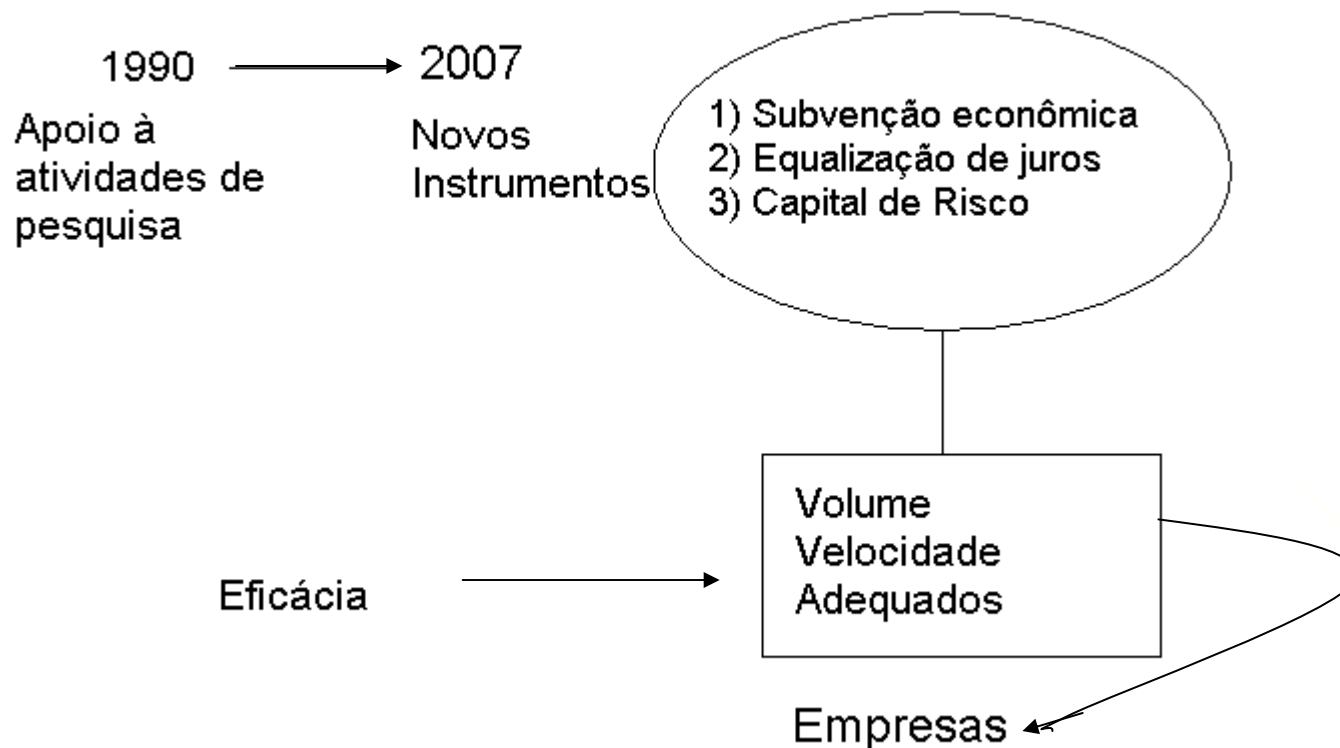 1990
2007
Apoio à
atividades de
pesquisa
Novos
Instrumentos
1) Subvenção econômica
2) Equalização de juros
3) Capital de Risco
Eficácia
Volume
Velocidade
Adequados
Empresas